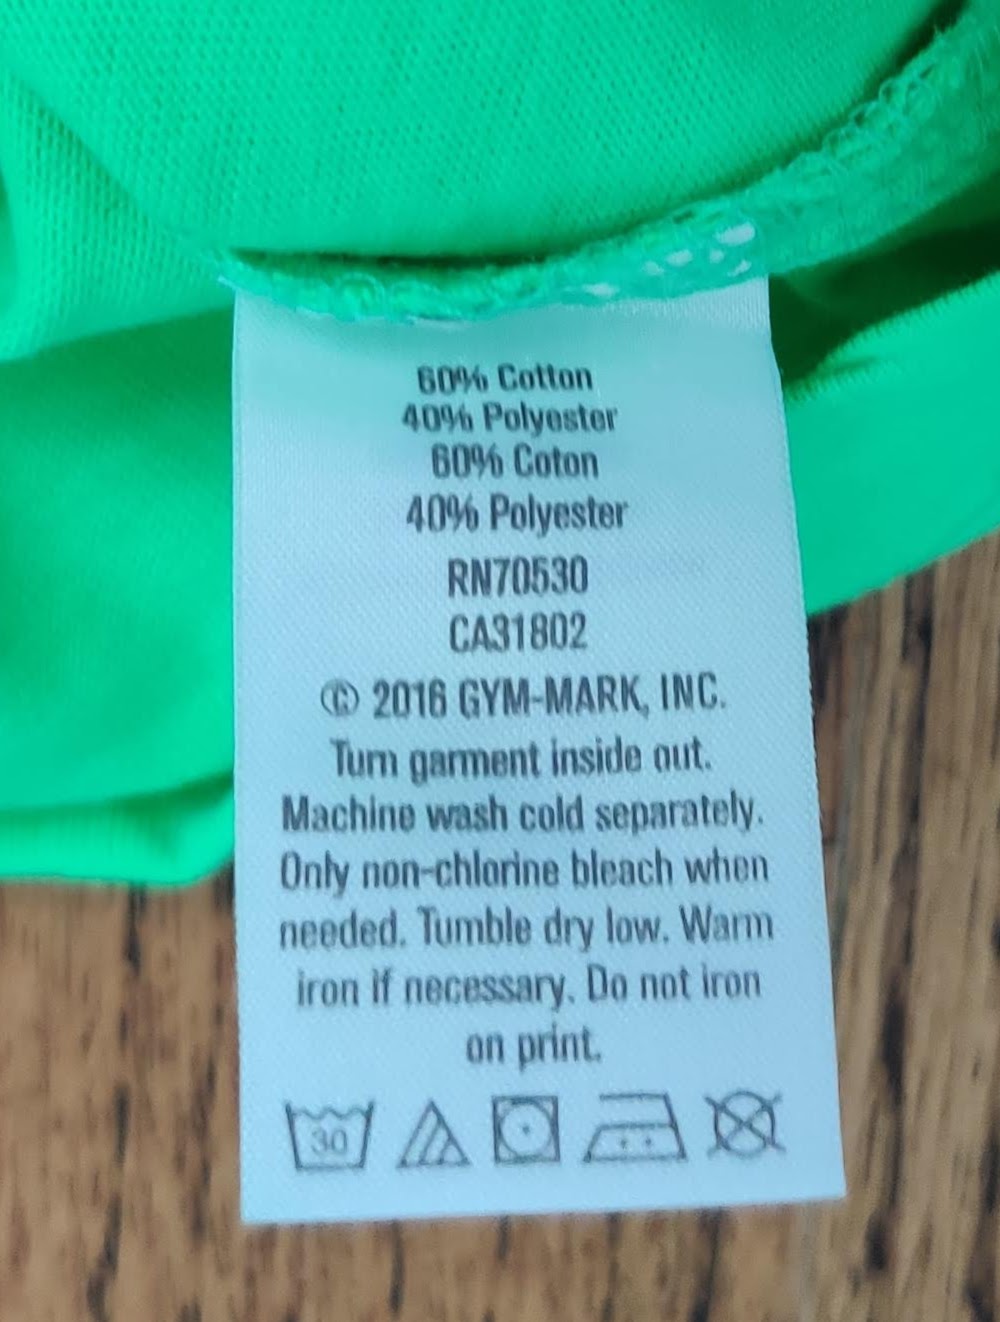 60% Cotton
40% Polyester
60% Coton
40% Polyester
RN70530
CA31802
© 2016 GYM-MARK, INC.
Turn garment inside out.
Machine wash cold separately.
Only non-chlorine bleach when
needed. Tumble dry low. Warm
iron if necessary. Do not iron
on print.
30